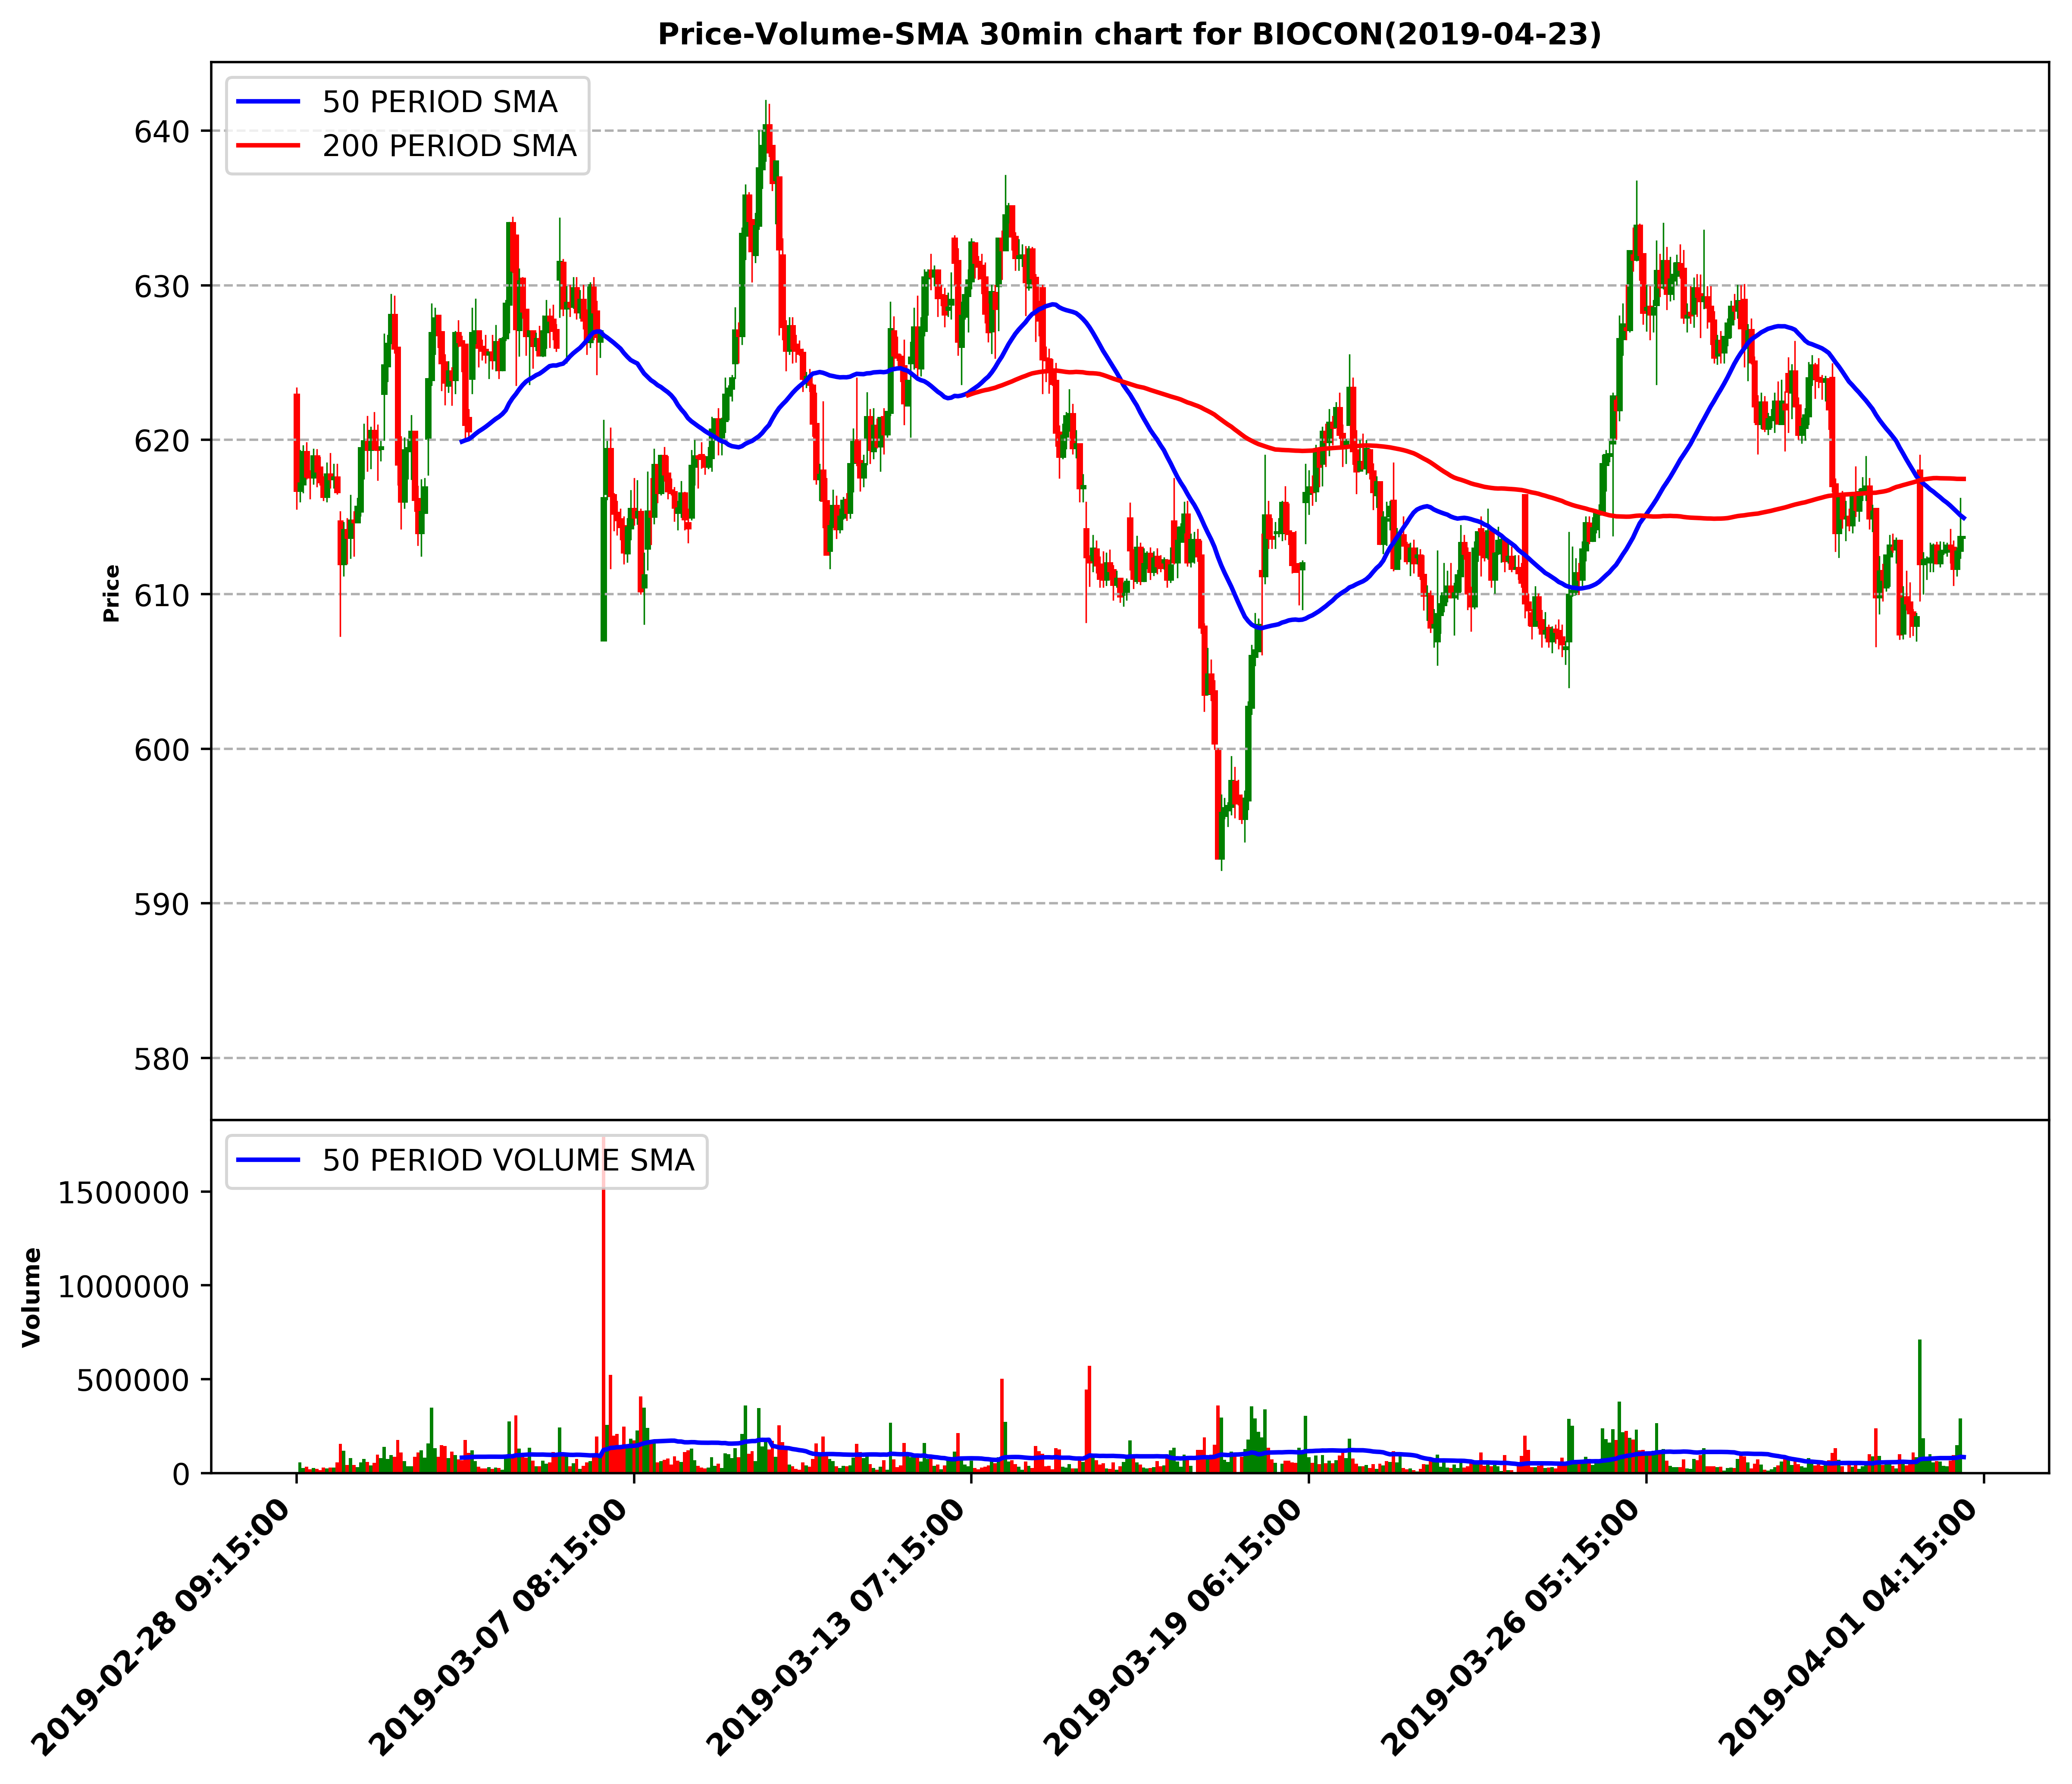 Price-Volume-SMA 30min chart for BIOCON(2019-04-23)
50 PERIOD SMA
200 PERIOD SMA
640
630
620
610
600
590
580
Price
50 PERIOD VOLUME SMA
1500000
1000000
500000
0
Volume
2019-02-28 09:15:00
2019-03-07 08:15:00
2019-03-13 07:15:00
2019-03-19 06:15:00
2019-03-26 05:15:00
2019-04-01 04:15:00